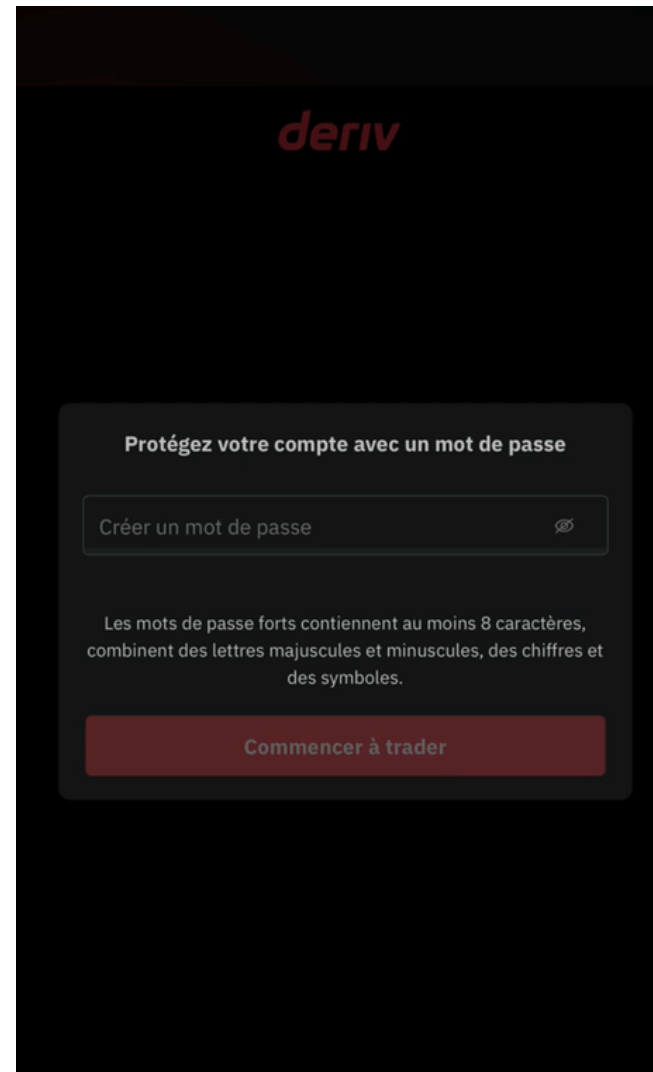 deriv
Protégez votre compte avec un mot de passe
Créer un mot de passe
Les mots de passe forts contiennent au moins 8 caractères,
combinent des lettres majuscules et minuscules, des chiffres et
des symboles.
Commencer à trader